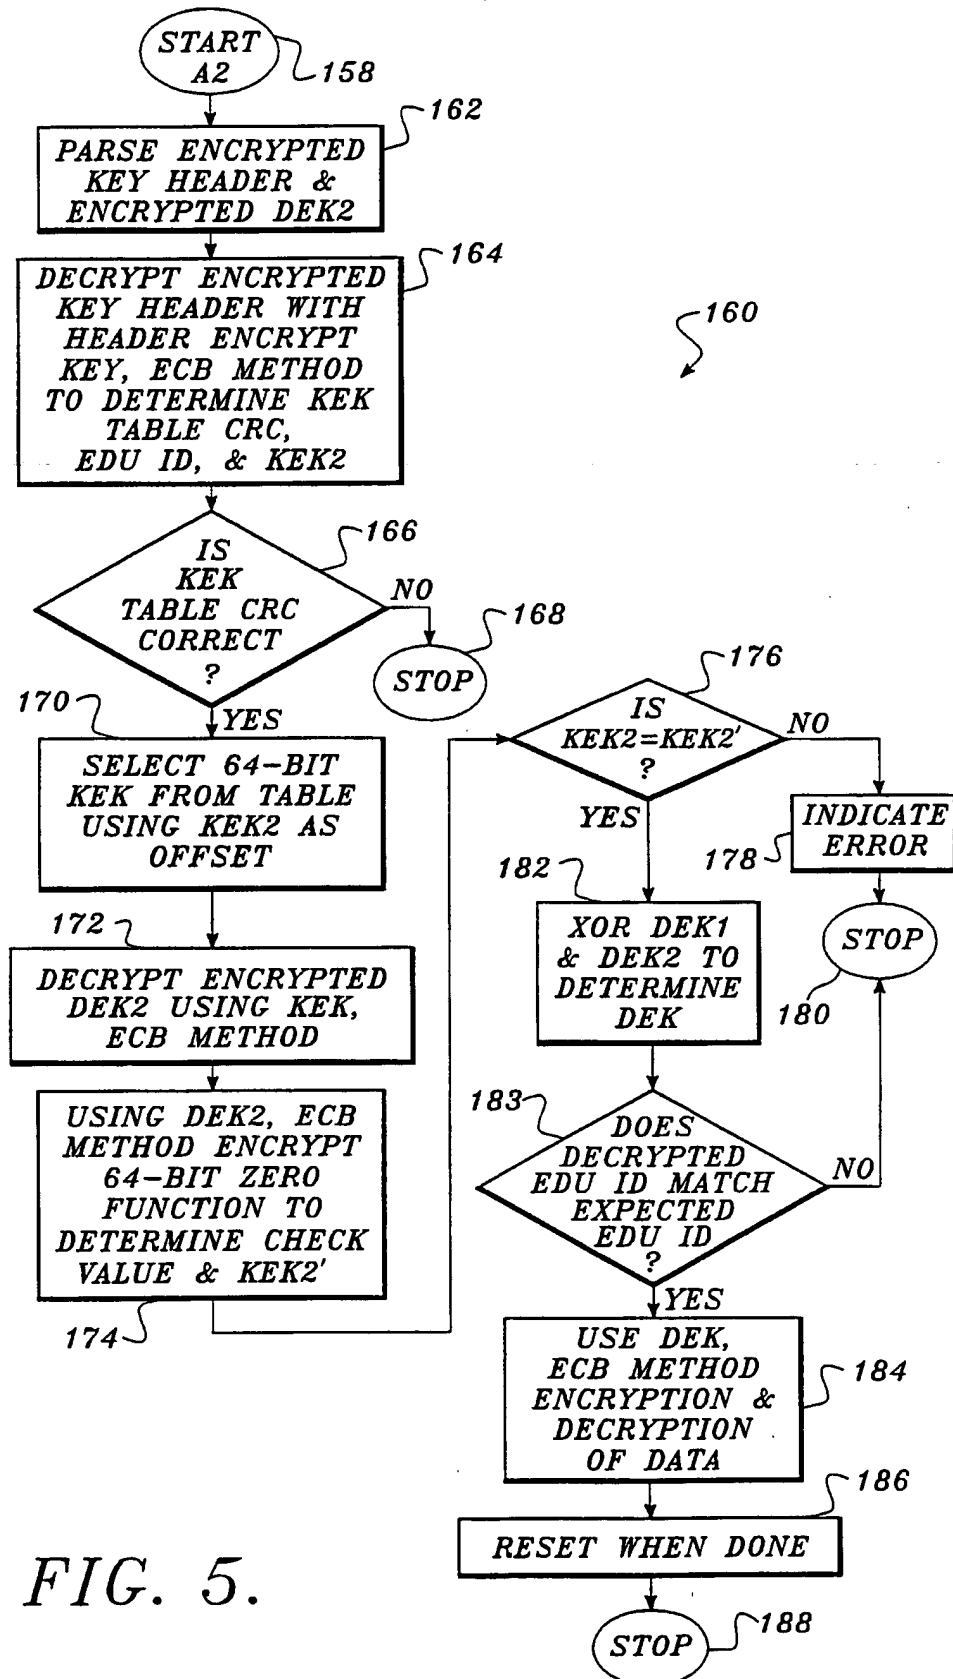 START
A2
158
162
PARSE ENCRYPTED
KEY HEADER &
ENCRYPTED DEK2
164
DECRYPT ENCRYPTED
KEY HEADER WITH
HEADER ENCRYPT
KEY, ECB METHOD
TO DETERMINE KEK
TABLE CRC,
EDU ID, & KEK2
160
166
IS
KEK
TABLE CRC
CORRECT
?
NO
168
STOP
YES
170
SELECT 64-BIT
KEK FROM TABLE
USING KEK2 AS
OFFSET
172
DECRYPT ENCRYPTED
DEK2 USING KEK,
ECB METHOD
USING DEK2, ECB
METHOD ENCRYPT
64-BIT ZERO
FUNCTION TO
DETERMINE CHECK
VALUE & KEK2'
174
176
IS
KEK2=KEK2'
?
NO
YES
INDICATE
ERROR
178
STOP
180
182
XOR DEK1
& DEK2 TO
DETERMINE
DEK
183
DOES
DECRYPTED
EDU ID MATCH
EXPECTED
EDU ID
?
NO
YES
USE DEK,
ECB METHOD
ENCRYPTION &
DECRYPTION
OF DATA
184
186
RESET WHEN DONE
STOP
188
FIG. 5.